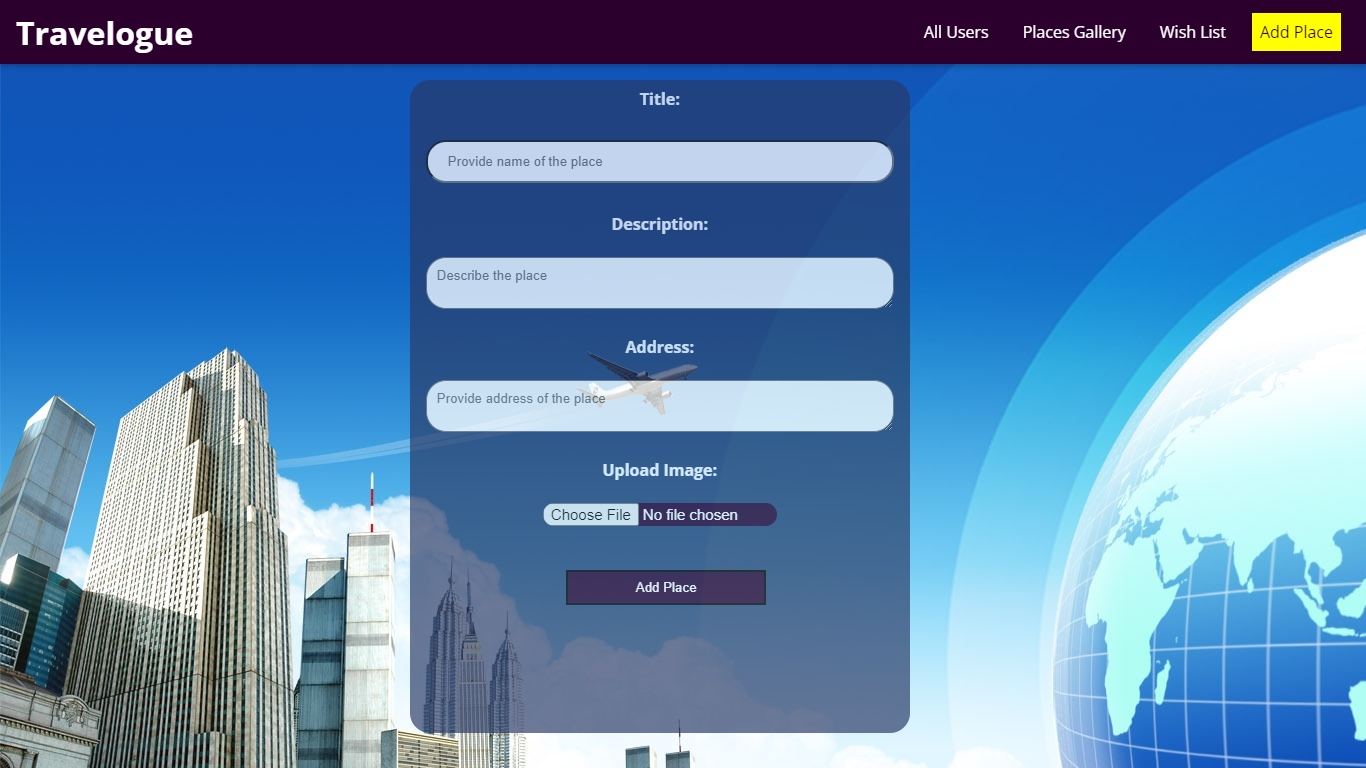 Travelogue
All Users
Places Gallery
Wish List
Add Place
Title:
Provide name of the place
Description:
Describe the place
Address:
Provide address of the place
Upload Image:
Choose File No file chosen
Add Place